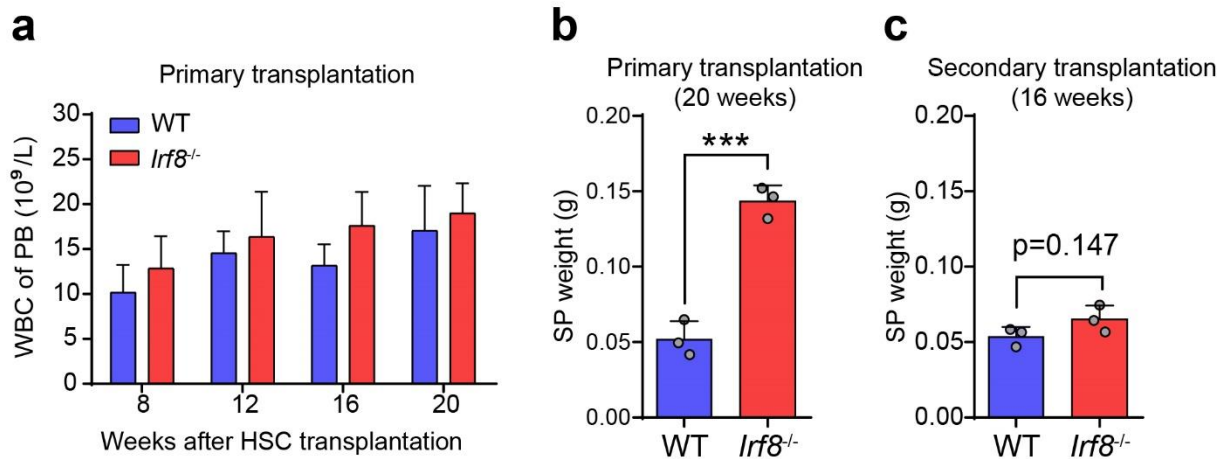 a
Primary transplantation
WBC of PB (10⁹/L)
30
25
20
15
10
5
0
WT
Irf8⁻/⁻
8 12 16 20
Weeks after HSC transplantation
b
Primary transplantation
(20 weeks)
SP weight (g)
0.20
0.15
0.10
0.05
0.00
***
WT Irf8⁻/⁻
c
Secondary transplantation
(16 weeks)
SP weight (g)
0.20
0.15
0.10
0.05
0.00
p=0.147
WT Irf8⁻/⁻